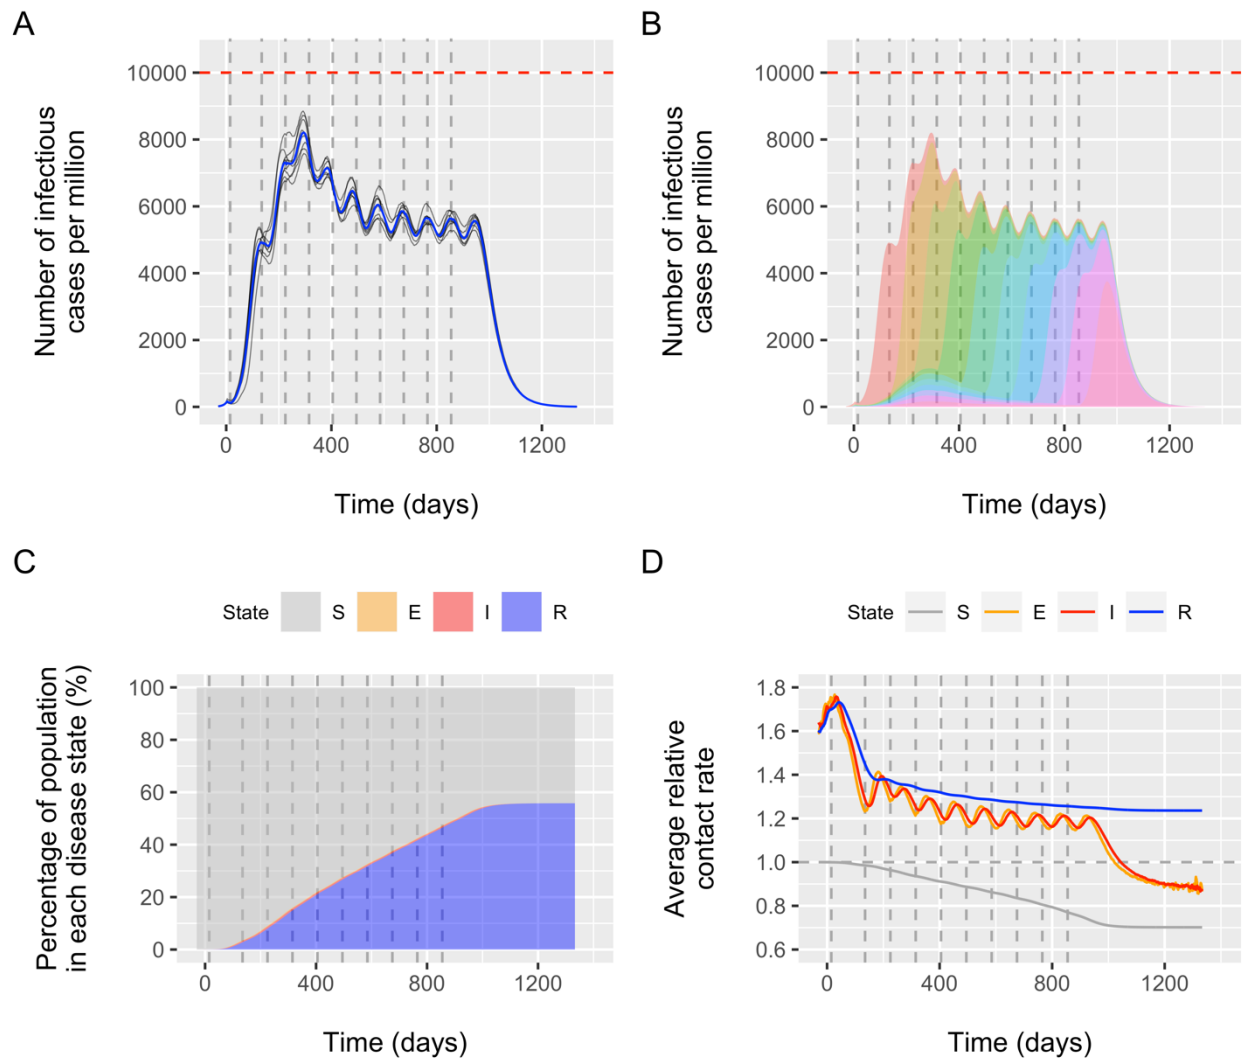 A
Number of infectious
cases per million
10000
8000
6000
4000
2000
0
0 400 800 1200
Time (days)
B
Number of infectious
cases per million
10000
8000
6000
4000
2000
0
0 400 800 1200
Time (days)
C
State S E I R
Percentage of population
in each disease state (%)
100
80
60
40
20
0
0 400 800 1200
Time (days)
D
State S E I R
Average relative
contact rate
1.8
1.6
1.4
1.2
1.0
0.8
0.6
0 400 800 1200
Time (days)